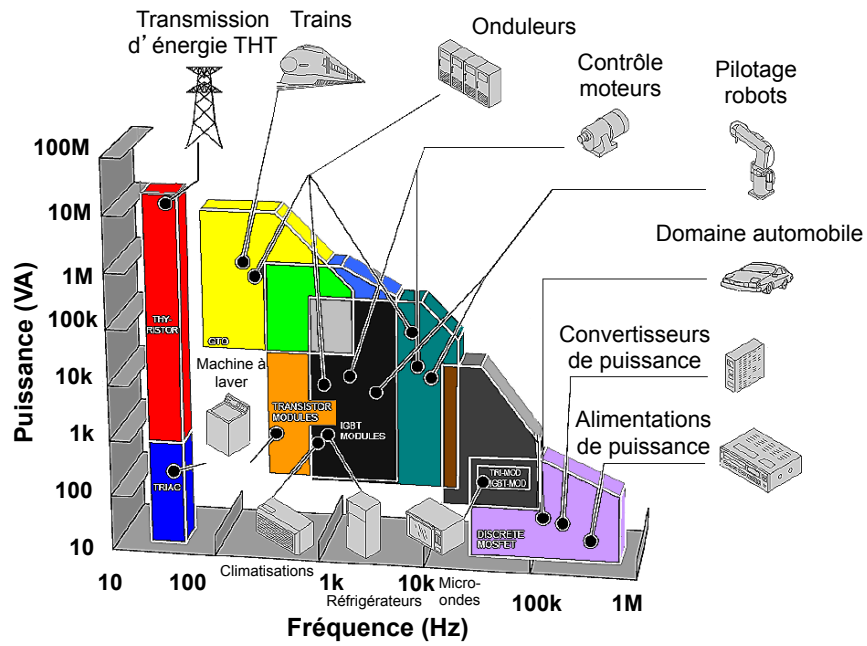 Transmission
d'énergie THT
Trains
Onduleurs
Contrôle
moteurs
Pilotage
robots
Domaine automobile
Convertisseurs
de puissance
Alimentations
de puissance
Puissance (VA)
100M
10M
1M
100k
10k
1k
100
10
THY-
RISTOR
TRIAC
GTO
Machine à
laver
TRANSISTOR
MODULES
IGBT
MODULES
TRI-MOD
IGBT-MOD
DISCRETE
MOSFET
Climatisations
Réfrigérateurs
Micro-
ondes
10
100
1k
10k
100k
1M
Fréquence (Hz)